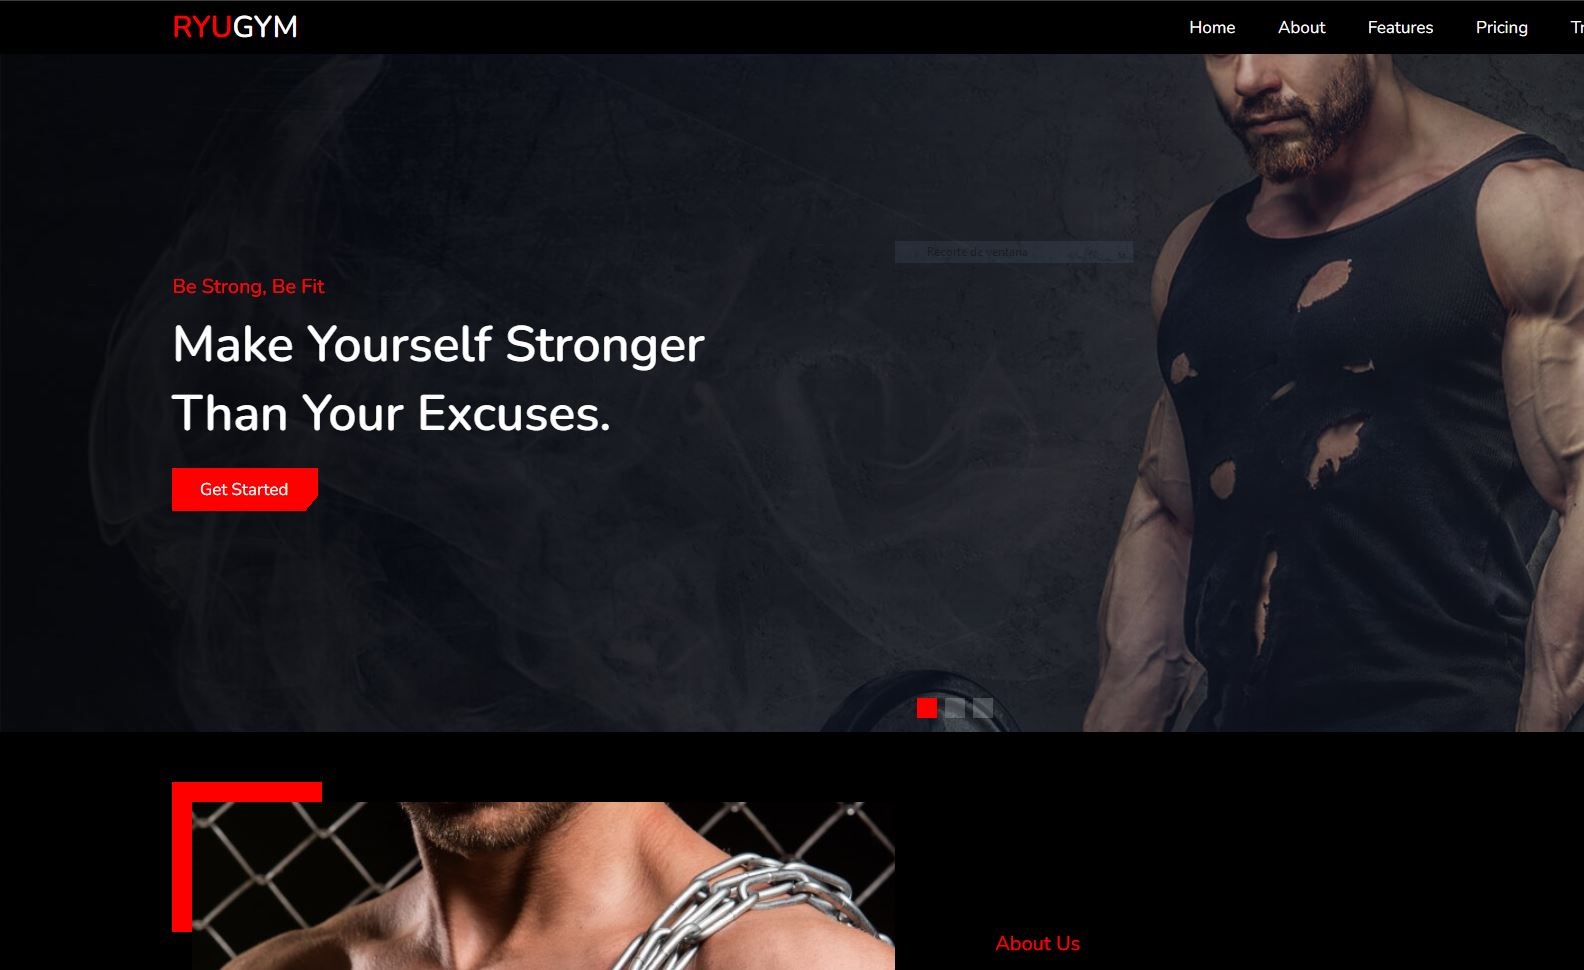 RYUGYM
Home About Features Pricing Tr
Recorte de ventana
Be Strong, Be Fit
Make Yourself Stronger
Than Your Excuses.
Get Started
About Us